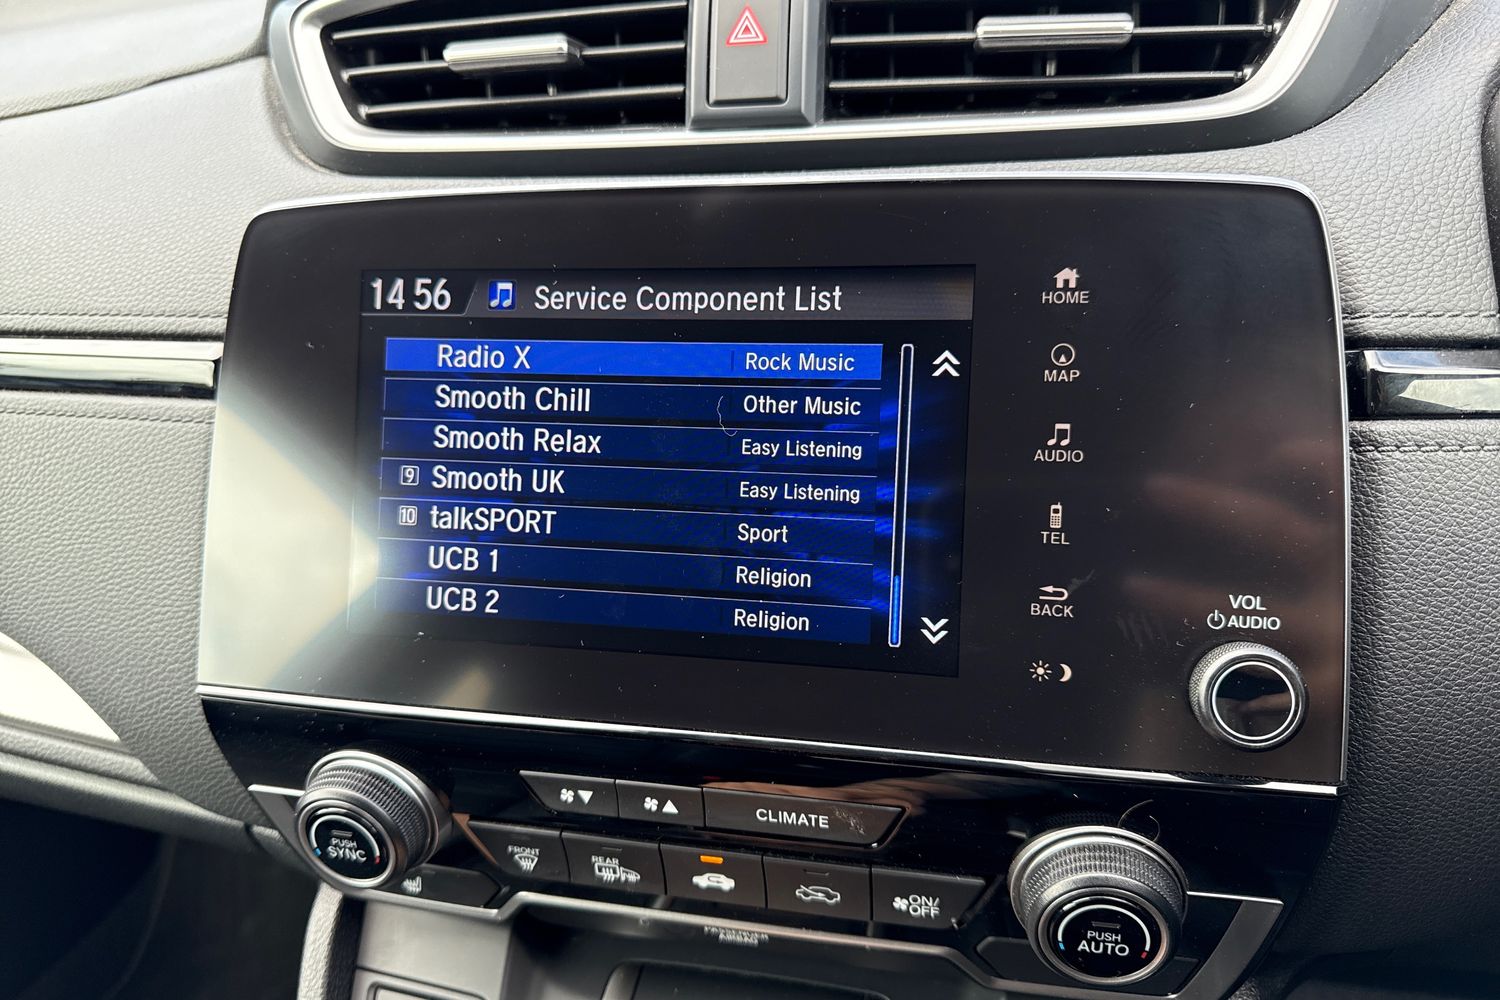 14 56 Service Component List
Radio X Rock Music
Smooth Chill Other Music
Smooth Relax Easy Listening
9 Smooth UK Easy Listening
10 talkSPORT Sport
UCB 1 Religion
UCB 2 Religion
HOME
MAP
AUDIO
TEL
BACK
VOL
AUDIO
CLIMATE
PUSH
SYNC
FRONT
REAR
ON/
OFF
PUSH
AUTO
PASSENGER
AIRBAG